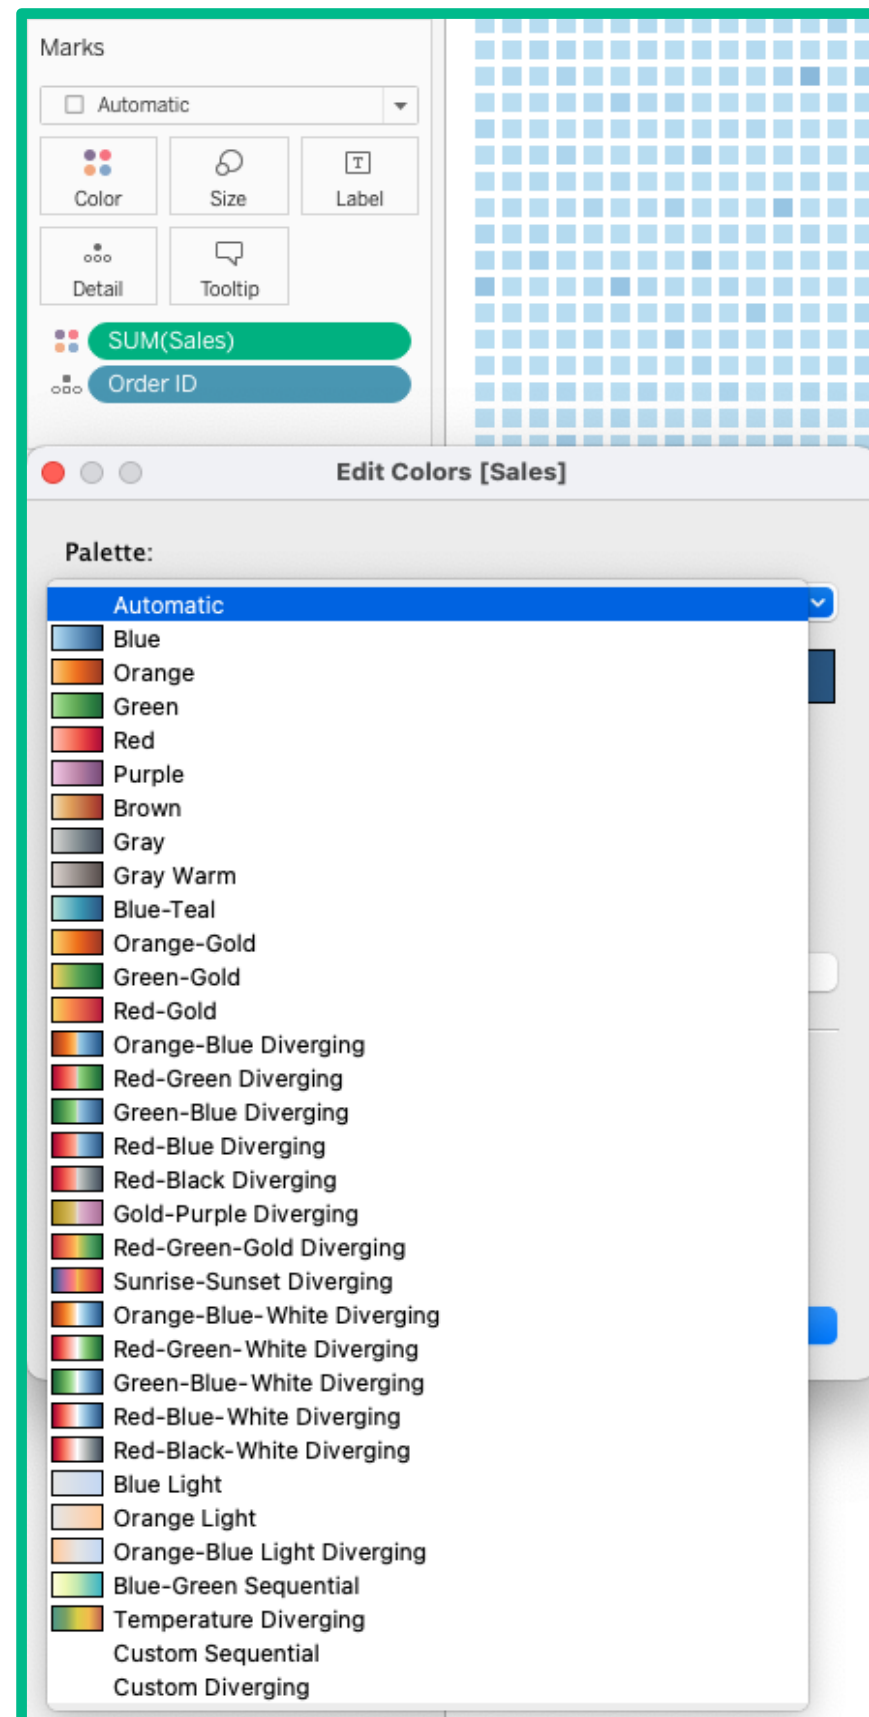 Marks
Automatic
Color Size Label
Detail Tooltip
SUM(Sales)
Order ID
Edit Colors [Sales]
Palette:
Automatic
Blue
Orange
Green
Red
Purple
Brown
Gray
Gray Warm
Blue-Teal
Orange-Gold
Green-Gold
Red-Gold
Orange-Blue Diverging
Red-Green Diverging
Green-Blue Diverging
Red-Blue Diverging
Red-Black Diverging
Gold-Purple Diverging
Red-Green-Gold Diverging
Sunrise-Sunset Diverging
Orange-Blue-White Diverging
Red-Green-White Diverging
Green-Blue-White Diverging
Red-Blue-White Diverging
Red-Black-White Diverging
Blue Light
Orange Light
Orange-Blue Light Diverging
Blue-Green Sequential
Temperature Diverging
Custom Sequential
Custom Diverging